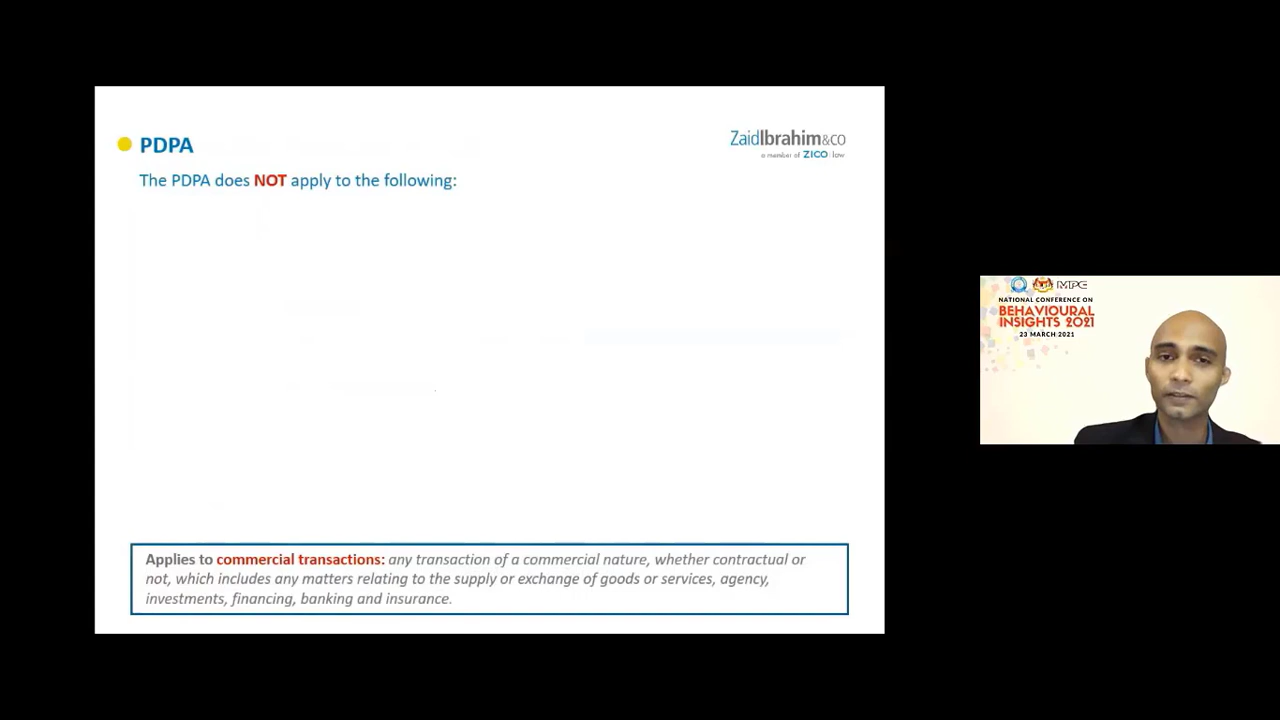 PDPA
ZaidIbrahim&co
a member of ZICO law
The PDPA does NOT apply to the following:
MPC
NATIONAL CONFERENCE ON
BEHAVIOURAL
INSIGHTS 2021
23 MARCH 2021
Applies to commercial transactions: any transaction of a commercial nature, whether contractual or
not, which includes any matters relating to the supply or exchange of goods or services, agency,
investments, financing, banking and insurance.